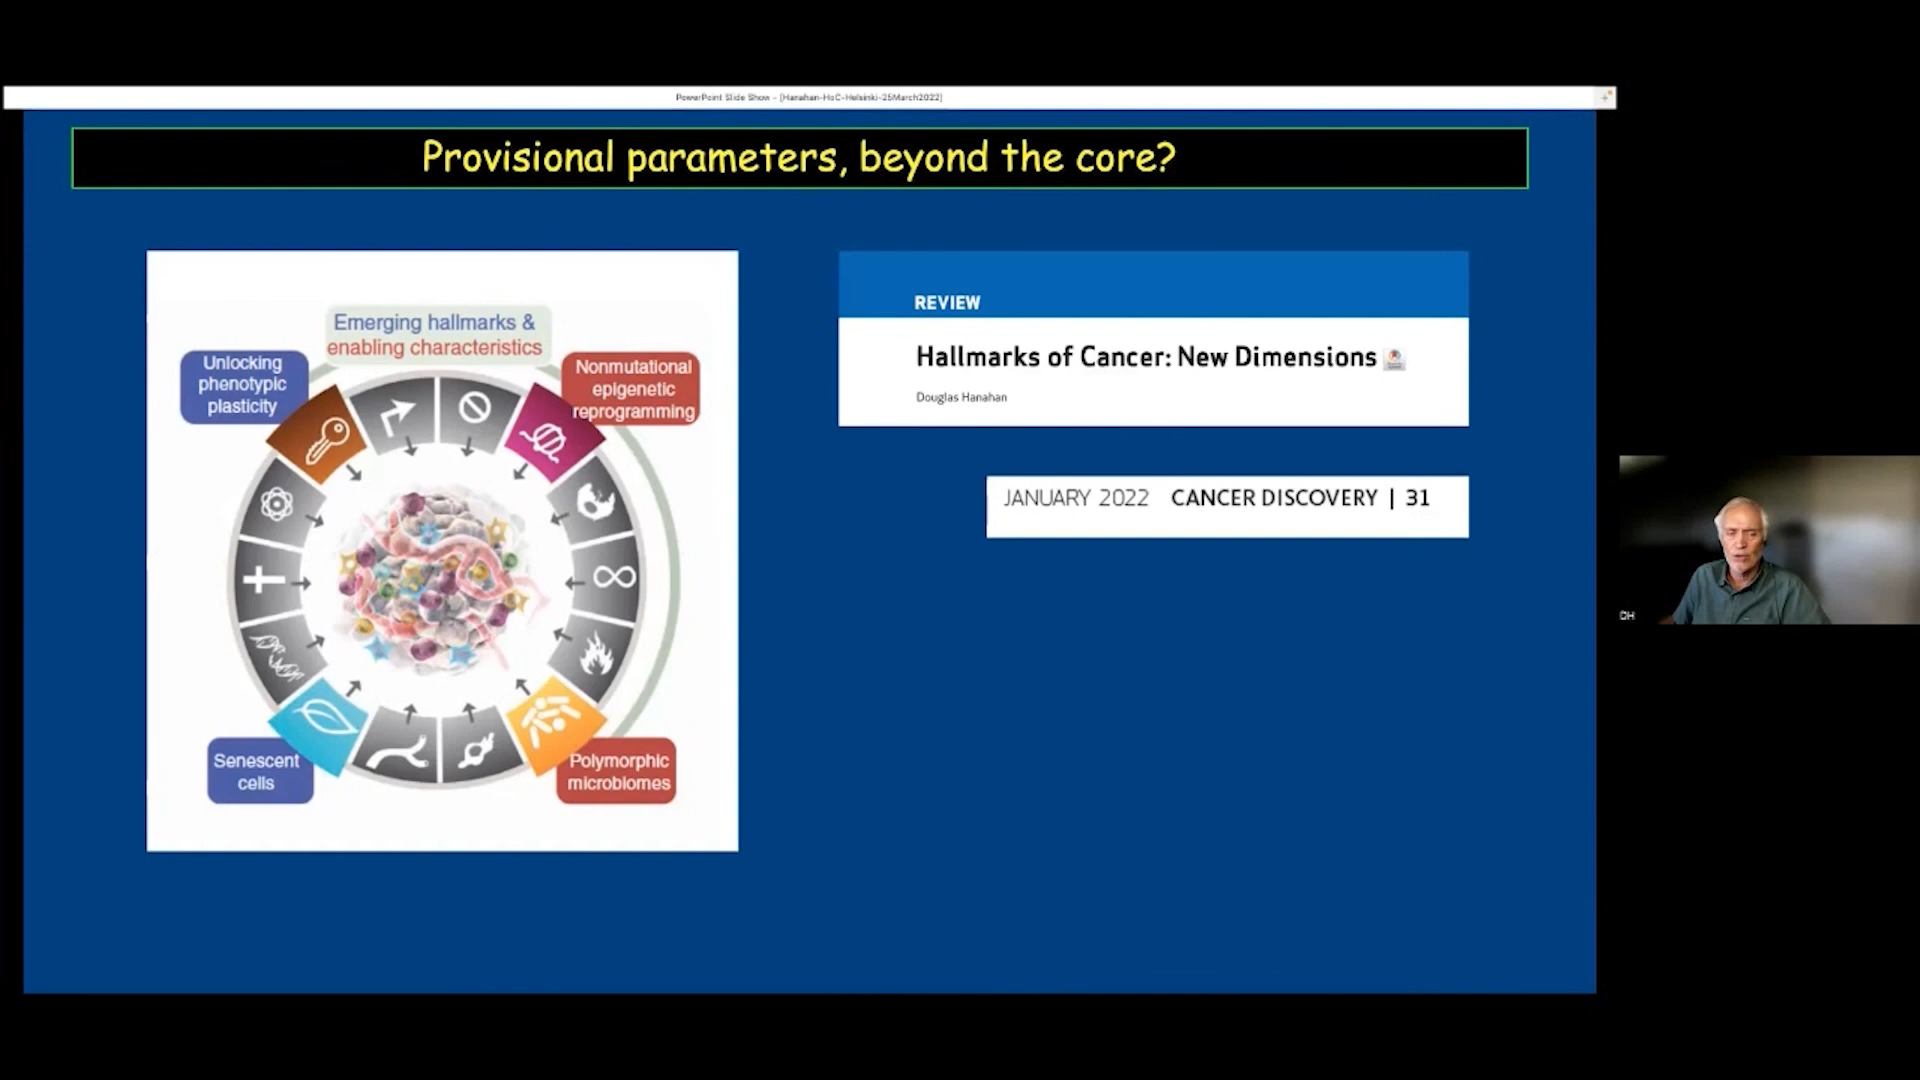 PowerPoint Slide Show - [Hanahan-HoC-Helsinki-25March2022]
Provisional parameters, beyond the core?
Emerging hallmarks &
enabling characteristics
Unlocking
phenotypic
plasticity
Nonmutational
epigenetic
reprogramming
Senescent
cells
Polymorphic
microbiomes
REVIEW
Hallmarks of Cancer: New Dimensions
Douglas Hanahan
JANUARY 2022 CANCER DISCOVERY | 31
DH